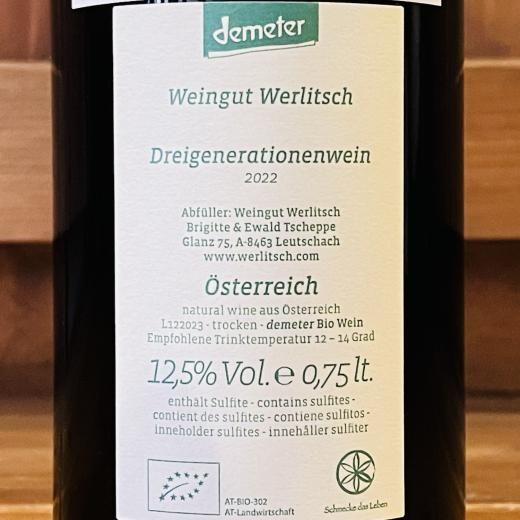 demeter
Weingut Werlitsch
Dreigenerationenwein
2022
Abfüller: Weingut Werlitsch
Brigitte & Ewald Tscheppe
Glanz 75, A-8463 Leutschach
www.werlitsch.com
Österreich
natural wine aus Österreich
L122023 - trocken - demeter Bio Wein
Empfohlene Trinktemperatur 12 – 14 Grad
12,5% Vol. ℮ 0,75 lt.
enthält Sulfite - contains sulfites -
contient des sulfites - contiene sulfitos -
inneholder sulfites - innehåller sulfiter
AT-BIO-302
AT-Landwirtschaft
Schmecke das Leben